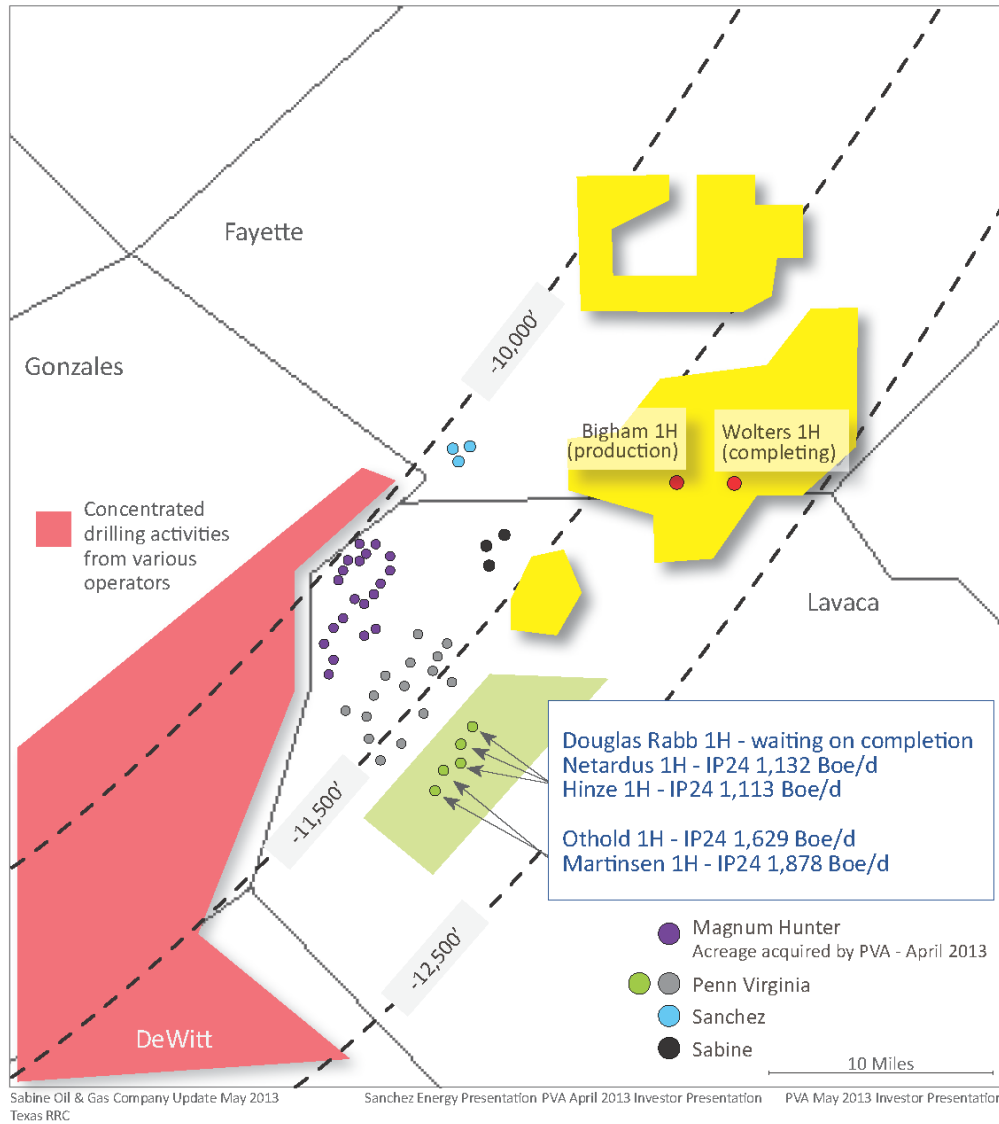 Fayette
-10,000’
Gonzales
Bigham 1H
(production)
Wolters 1H
(completing)
Concentrated
drilling activities
from various
operators
Lavaca
Douglas Rabb 1H - waiting on completion
Netardus 1H - IP24 1,132 Boe/d
Hinze 1H - IP24 1,113 Boe/d
Othold 1H - IP24 1,629 Boe/d
Martinsen 1H - IP24 1,878 Boe/d
-11,500’
-12,500’
Magnum Hunter
Acreage acquired by PVA - April 2013
Penn Virginia
Sanchez
Sabine
DeWitt
10 Miles
Sabine Oil & Gas Company Update May 2013
Sanchez Energy Presentation
PVA April 2013 Investor Presentation
PVA May 2013 Investor Presentation
Texas RRC